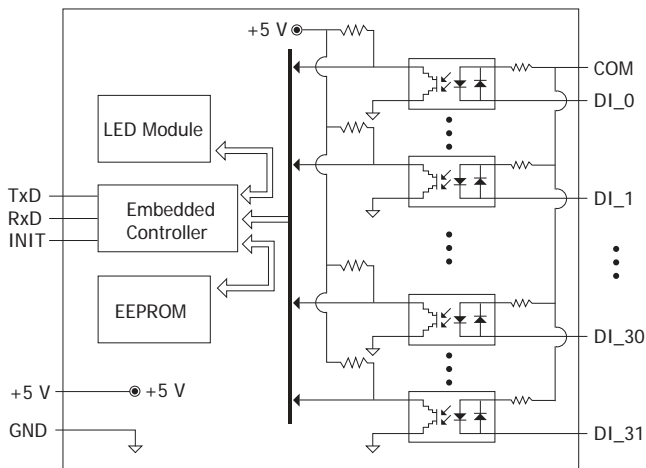 +5 V
COM
DI_0
LED Module
TxD
RxD
INIT
Embedded
Controller
DI_1
EEPROM
DI_30
+5 V
+5 V
GND
DI_31